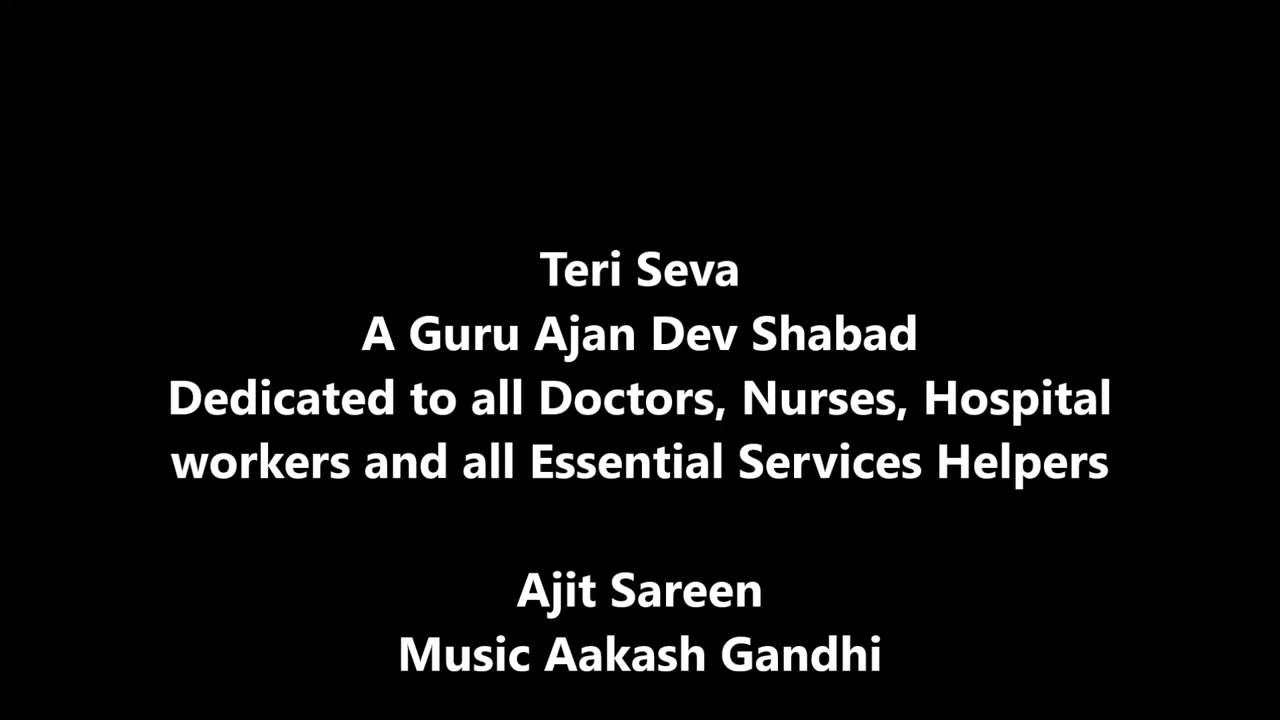 Teri Seva
A Guru Ajan Dev Shabad
Dedicated to all Doctors, Nurses, Hospital
workers and all Essential Services Helpers
Ajit Sareen
Music Aakash Gandhi